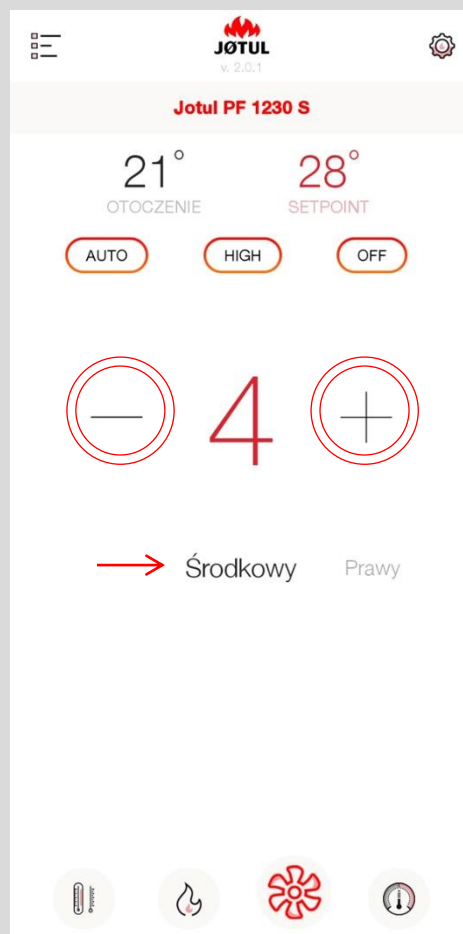 JØTUL
v. 2.0.1
Jotul PF 1230 S
21° 28°
OTOCZENIE SETPOINT
AUTO HIGH OFF
4
Środkowy Prawy